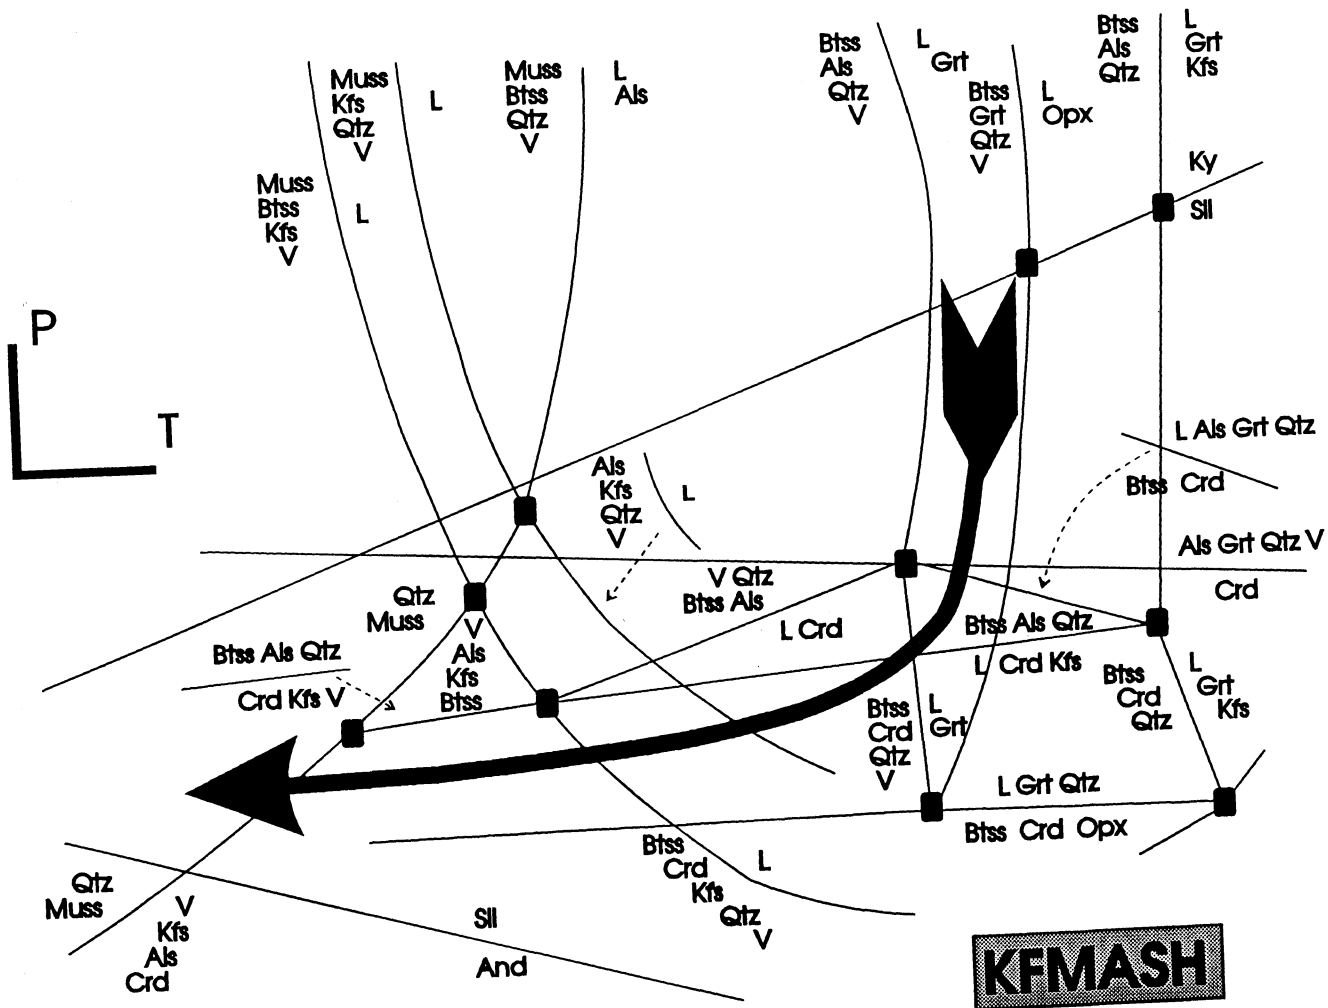 Btss
Als
Qtz
V
L
Grt
Btss
Als
Qtz
L
Grt
Kfs
Muss
Kfs
Qtz
V
L
Muss
Btss
Qtz
V
L
Als
Btss
Grt
Qtz
V
L
Opx
Ky
Sll
Muss
Btss
Kfs
V
L
P
T
L Als Grt Qtz
Btss Crd
Als
Kfs
Qtz
V
L
Als Grt Qtz V
Crd
V Qtz
Btss Als
L Crd
Qtz
Muss
V
Als
Kfs
Btss
Btss Als Qtz
Crd Kfs V
Btss Als Qtz
L Crd Kfs
Btss
Crd
Qtz
L
Grt
Kfs
Btss
Crd
Qtz
V
L
Grt
L Grt Qtz
Btss Crd Opx
Btss
Crd
Kfs
Qtz
V
L
Qtz
Muss
V
Kfs
Als
Crd
Sll
And
KFMASH